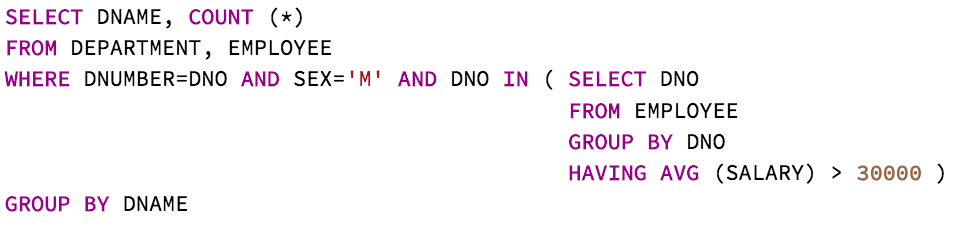 SELECT DNAME, COUNT (*)
FROM DEPARTMENT, EMPLOYEE
WHERE DNUMBER=DNO AND SEX='M' AND DNO IN ( SELECT DNO
FROM EMPLOYEE
GROUP BY DNO
HAVING AVG (SALARY) > 30000 )
GROUP BY DNAME